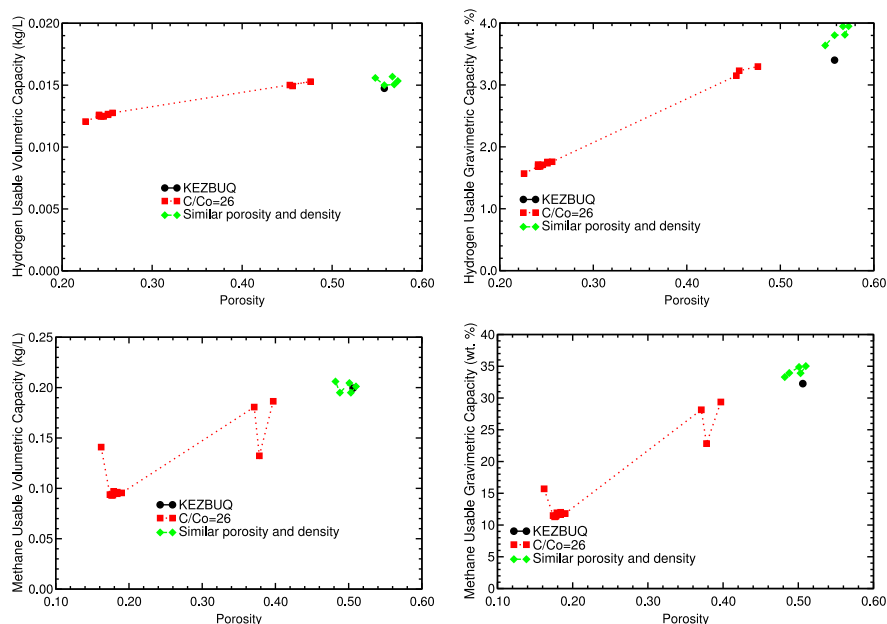 Hydrogen Usable Volumetric Capacity (kg/L)
0.020
0.015
0.010
0.005
0.000
0.20
0.30
0.40
0.50
0.60
Porosity
KEZBUQ
C/Co=26
Similar porosity and density
Hydrogen Usable Gravimetric Capacity (wt. %)
4.0
3.0
2.0
1.0
0.0
0.20
0.30
0.40
0.50
0.60
Porosity
KEZBUQ
C/Co=26
Similar porosity and density
Methane Usable Volumetric Capacity (kg/L)
0.25
0.20
0.15
0.10
0.05
0.00
0.10
0.20
0.30
0.40
0.50
0.60
Porosity
KEZBUQ
C/Co=26
Similar porosity and density
Methane Usable Gravimetric Capacity (wt. %)
40
35
30
25
20
15
10
5
0
0.10
0.20
0.30
0.40
0.50
0.60
Porosity
KEZBUQ
C/Co=26
Similar porosity and density